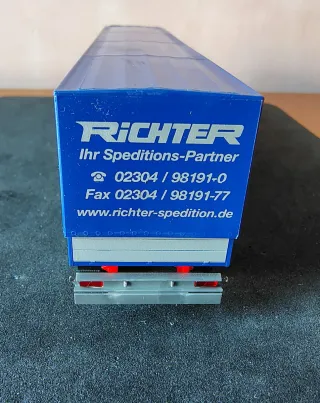 RiCHTER
Ihr Speditions-Partner
☎ 02304 / 98191-0
Fax 02304 / 98191-77
www.richter-spedition.de